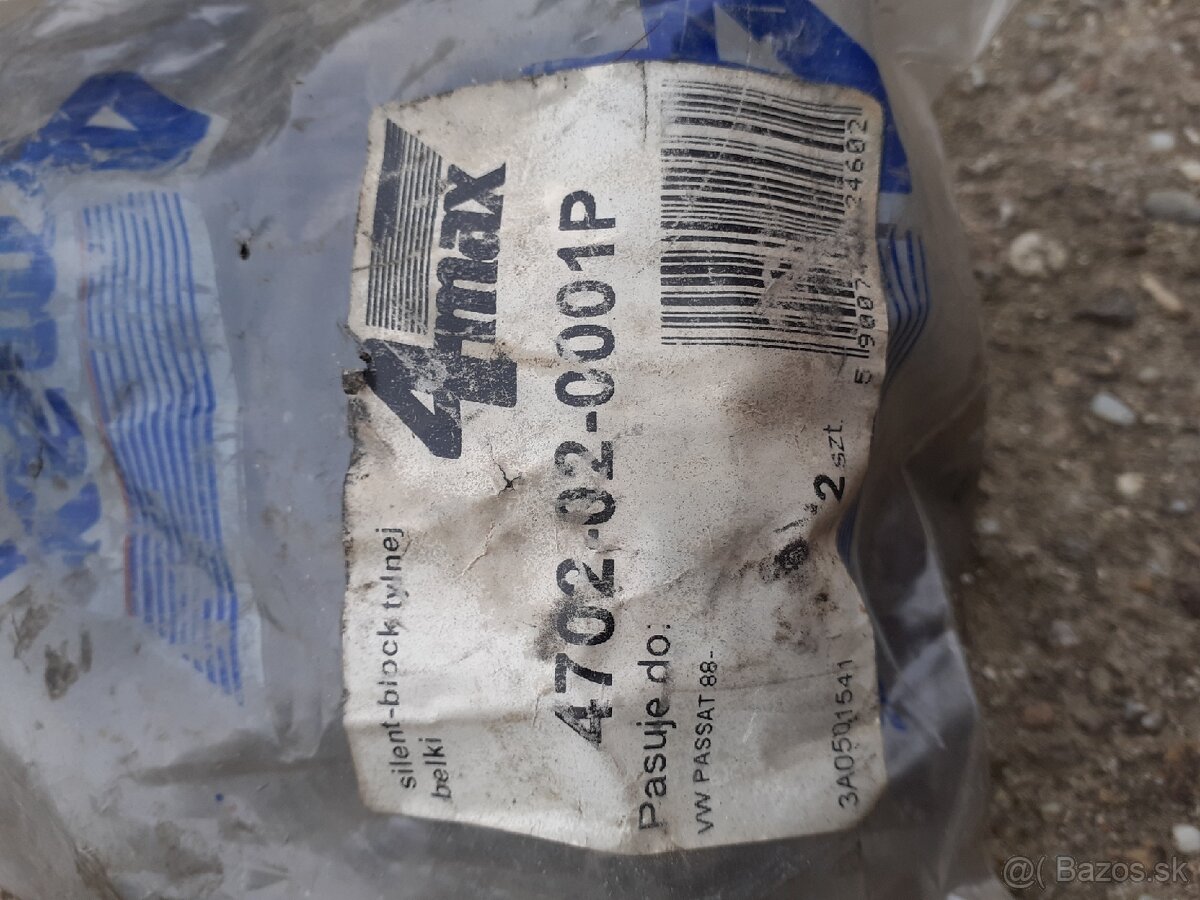 4max
silent-block tylnej
belki
4702-02-0001P
Pasuje do:
VW PASSAT 88-
2 szt.
3A0501541
@( Bazos.sk